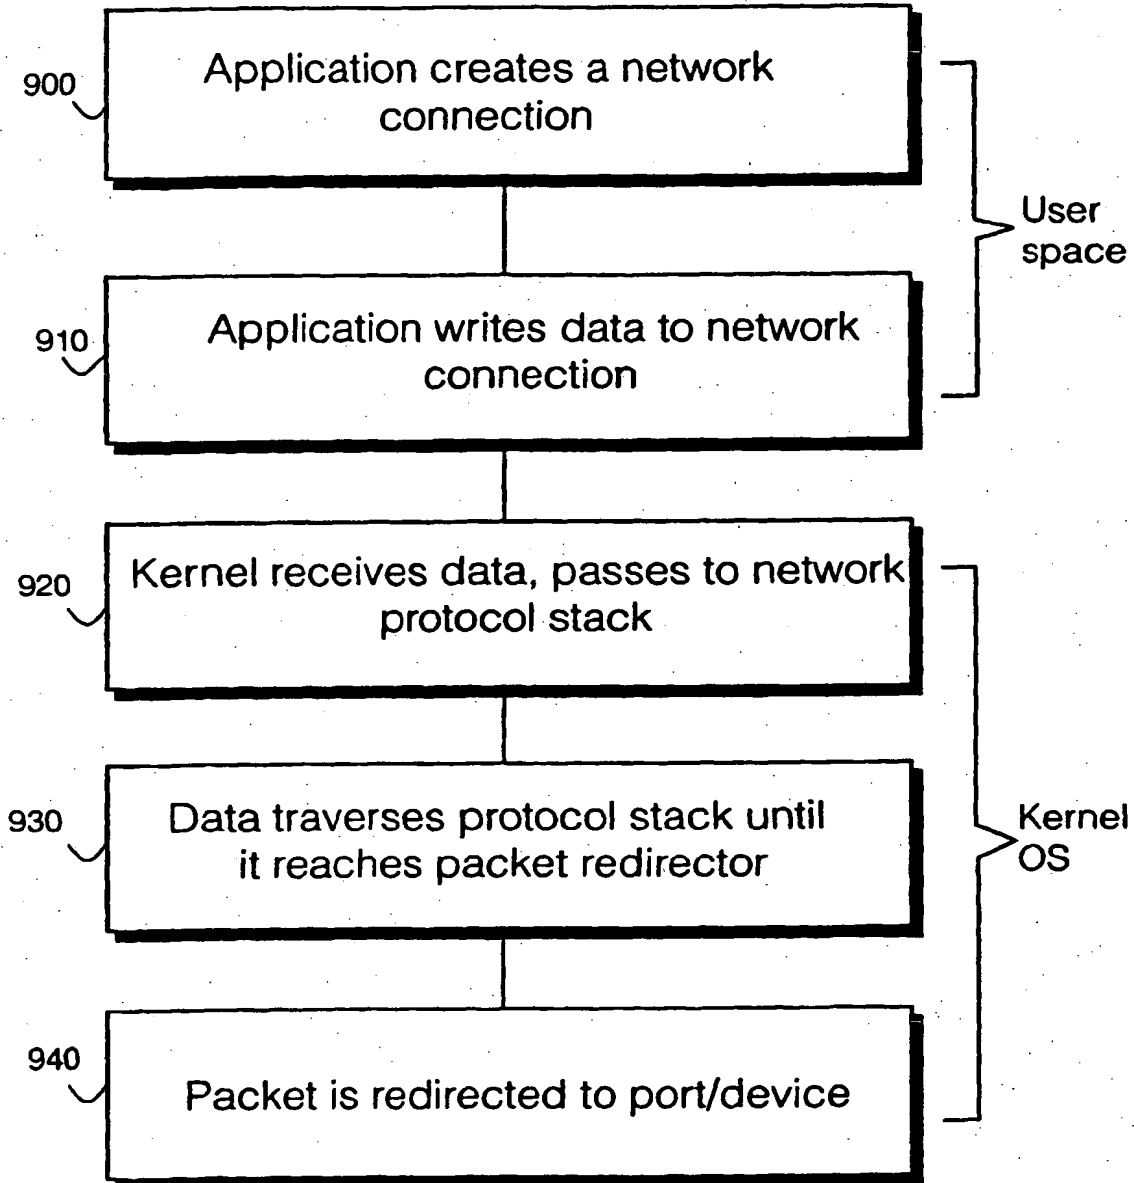 900
Application creates a network
connection
User
space
910
Application writes data to network
connection
920
Kernel receives data, passes to network
protocol stack
930
Data traverses protocol stack until
it reaches packet redirector
Kernel
OS
940
Packet is redirected to port/device